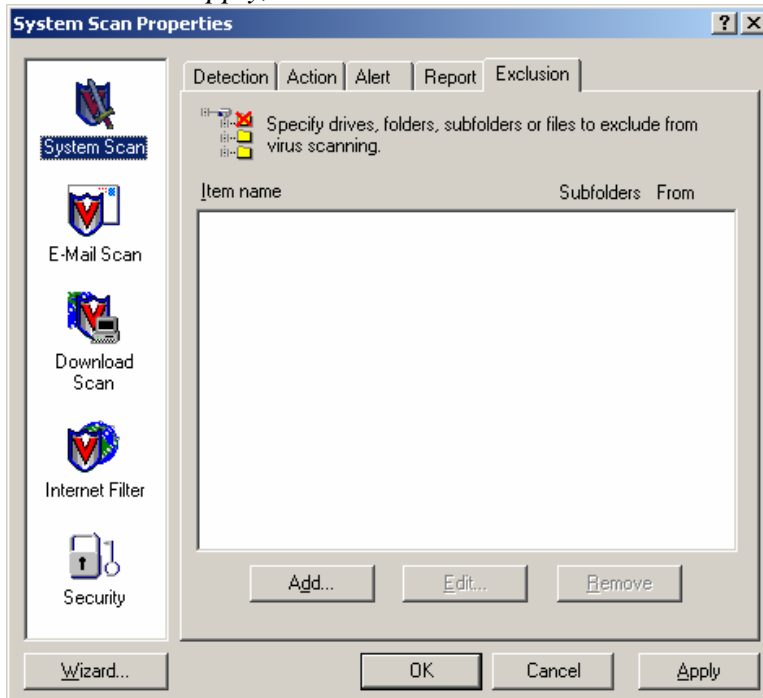 System Scan Properties
Detection Action Alert Report Exclusion
Specify drives, folders, subfolders or files to exclude from
virus scanning.
Item name Subfolders From
System Scan
E-Mail Scan
Download
Scan
Internet Filter
Security
Add... Edit... Remove
Wizard... OK Cancel Apply